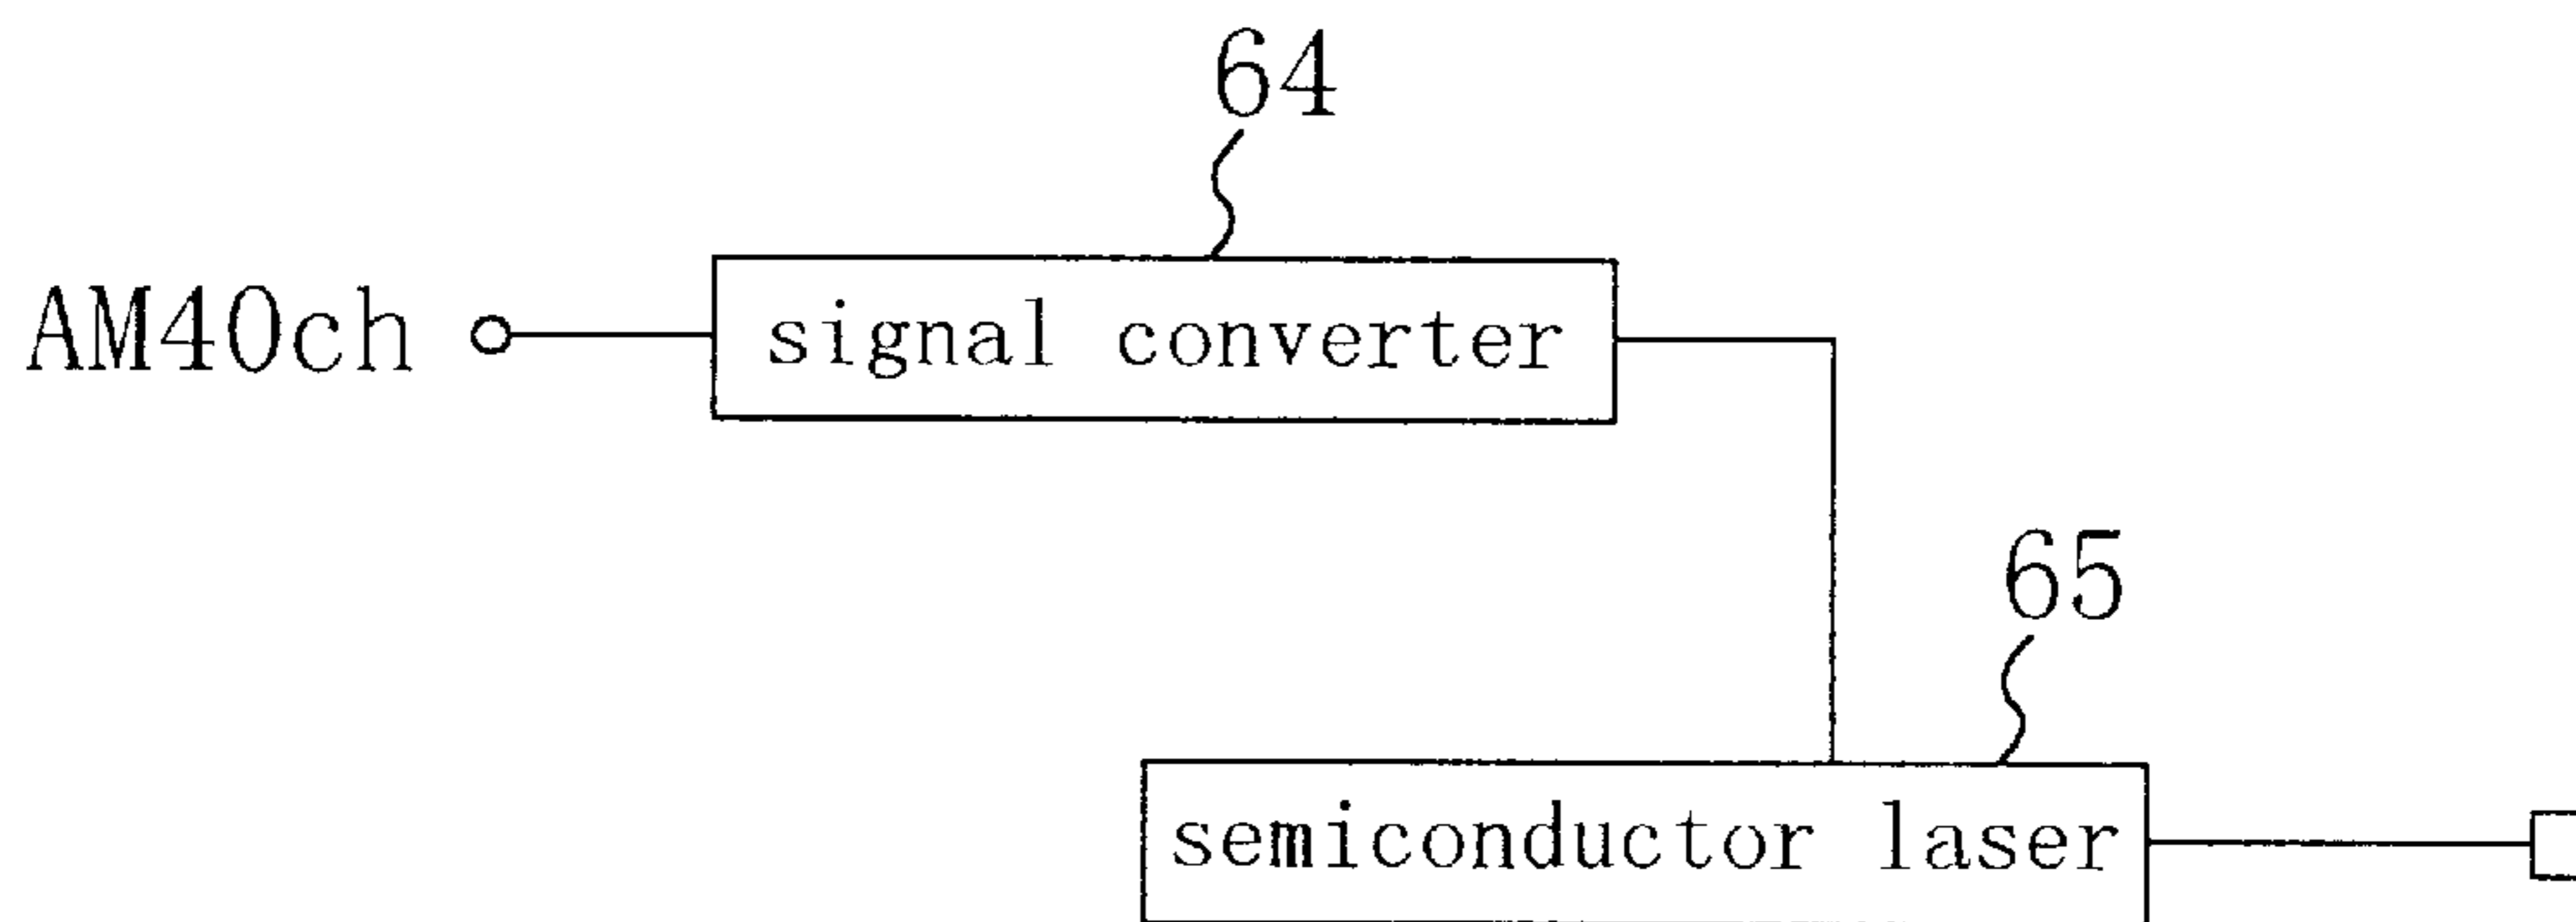 64
AM40ch
signal converter
65
semiconductor laser